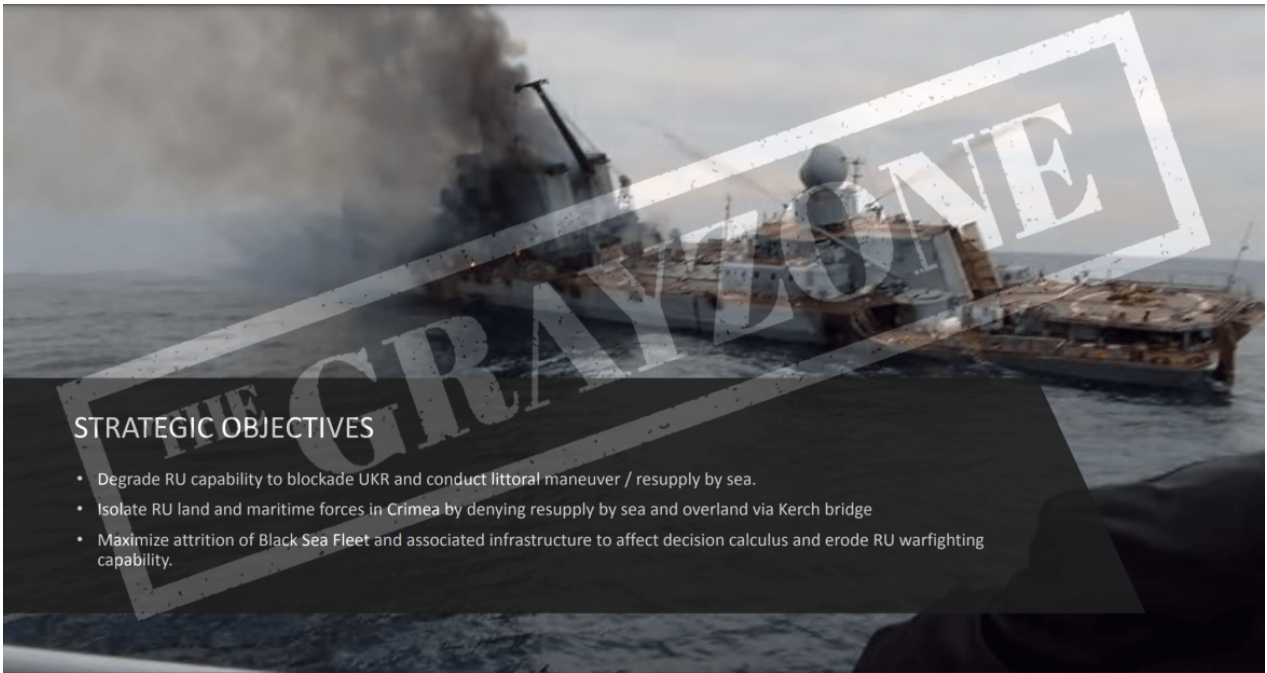 THE GRAYZONE
STRATEGIC OBJECTIVES
• Degrade RU capability to blockade UKR and conduct littoral maneuver / resupply by sea.
• Isolate RU land and maritime forces in Crimea by denying resupply by sea and overland via Kerch bridge
• Maximize attrition of Black Sea Fleet and associated infrastructure to affect decision calculus and erode RU warfighting
capability.